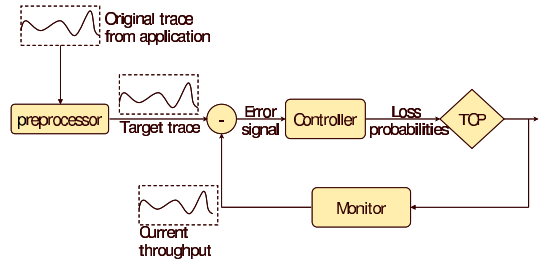 Original trace
from application
preprocessor
Target trace
-
Error
signal
Controller
Loss
probabilities
TCP
Monitor
Current
throughput